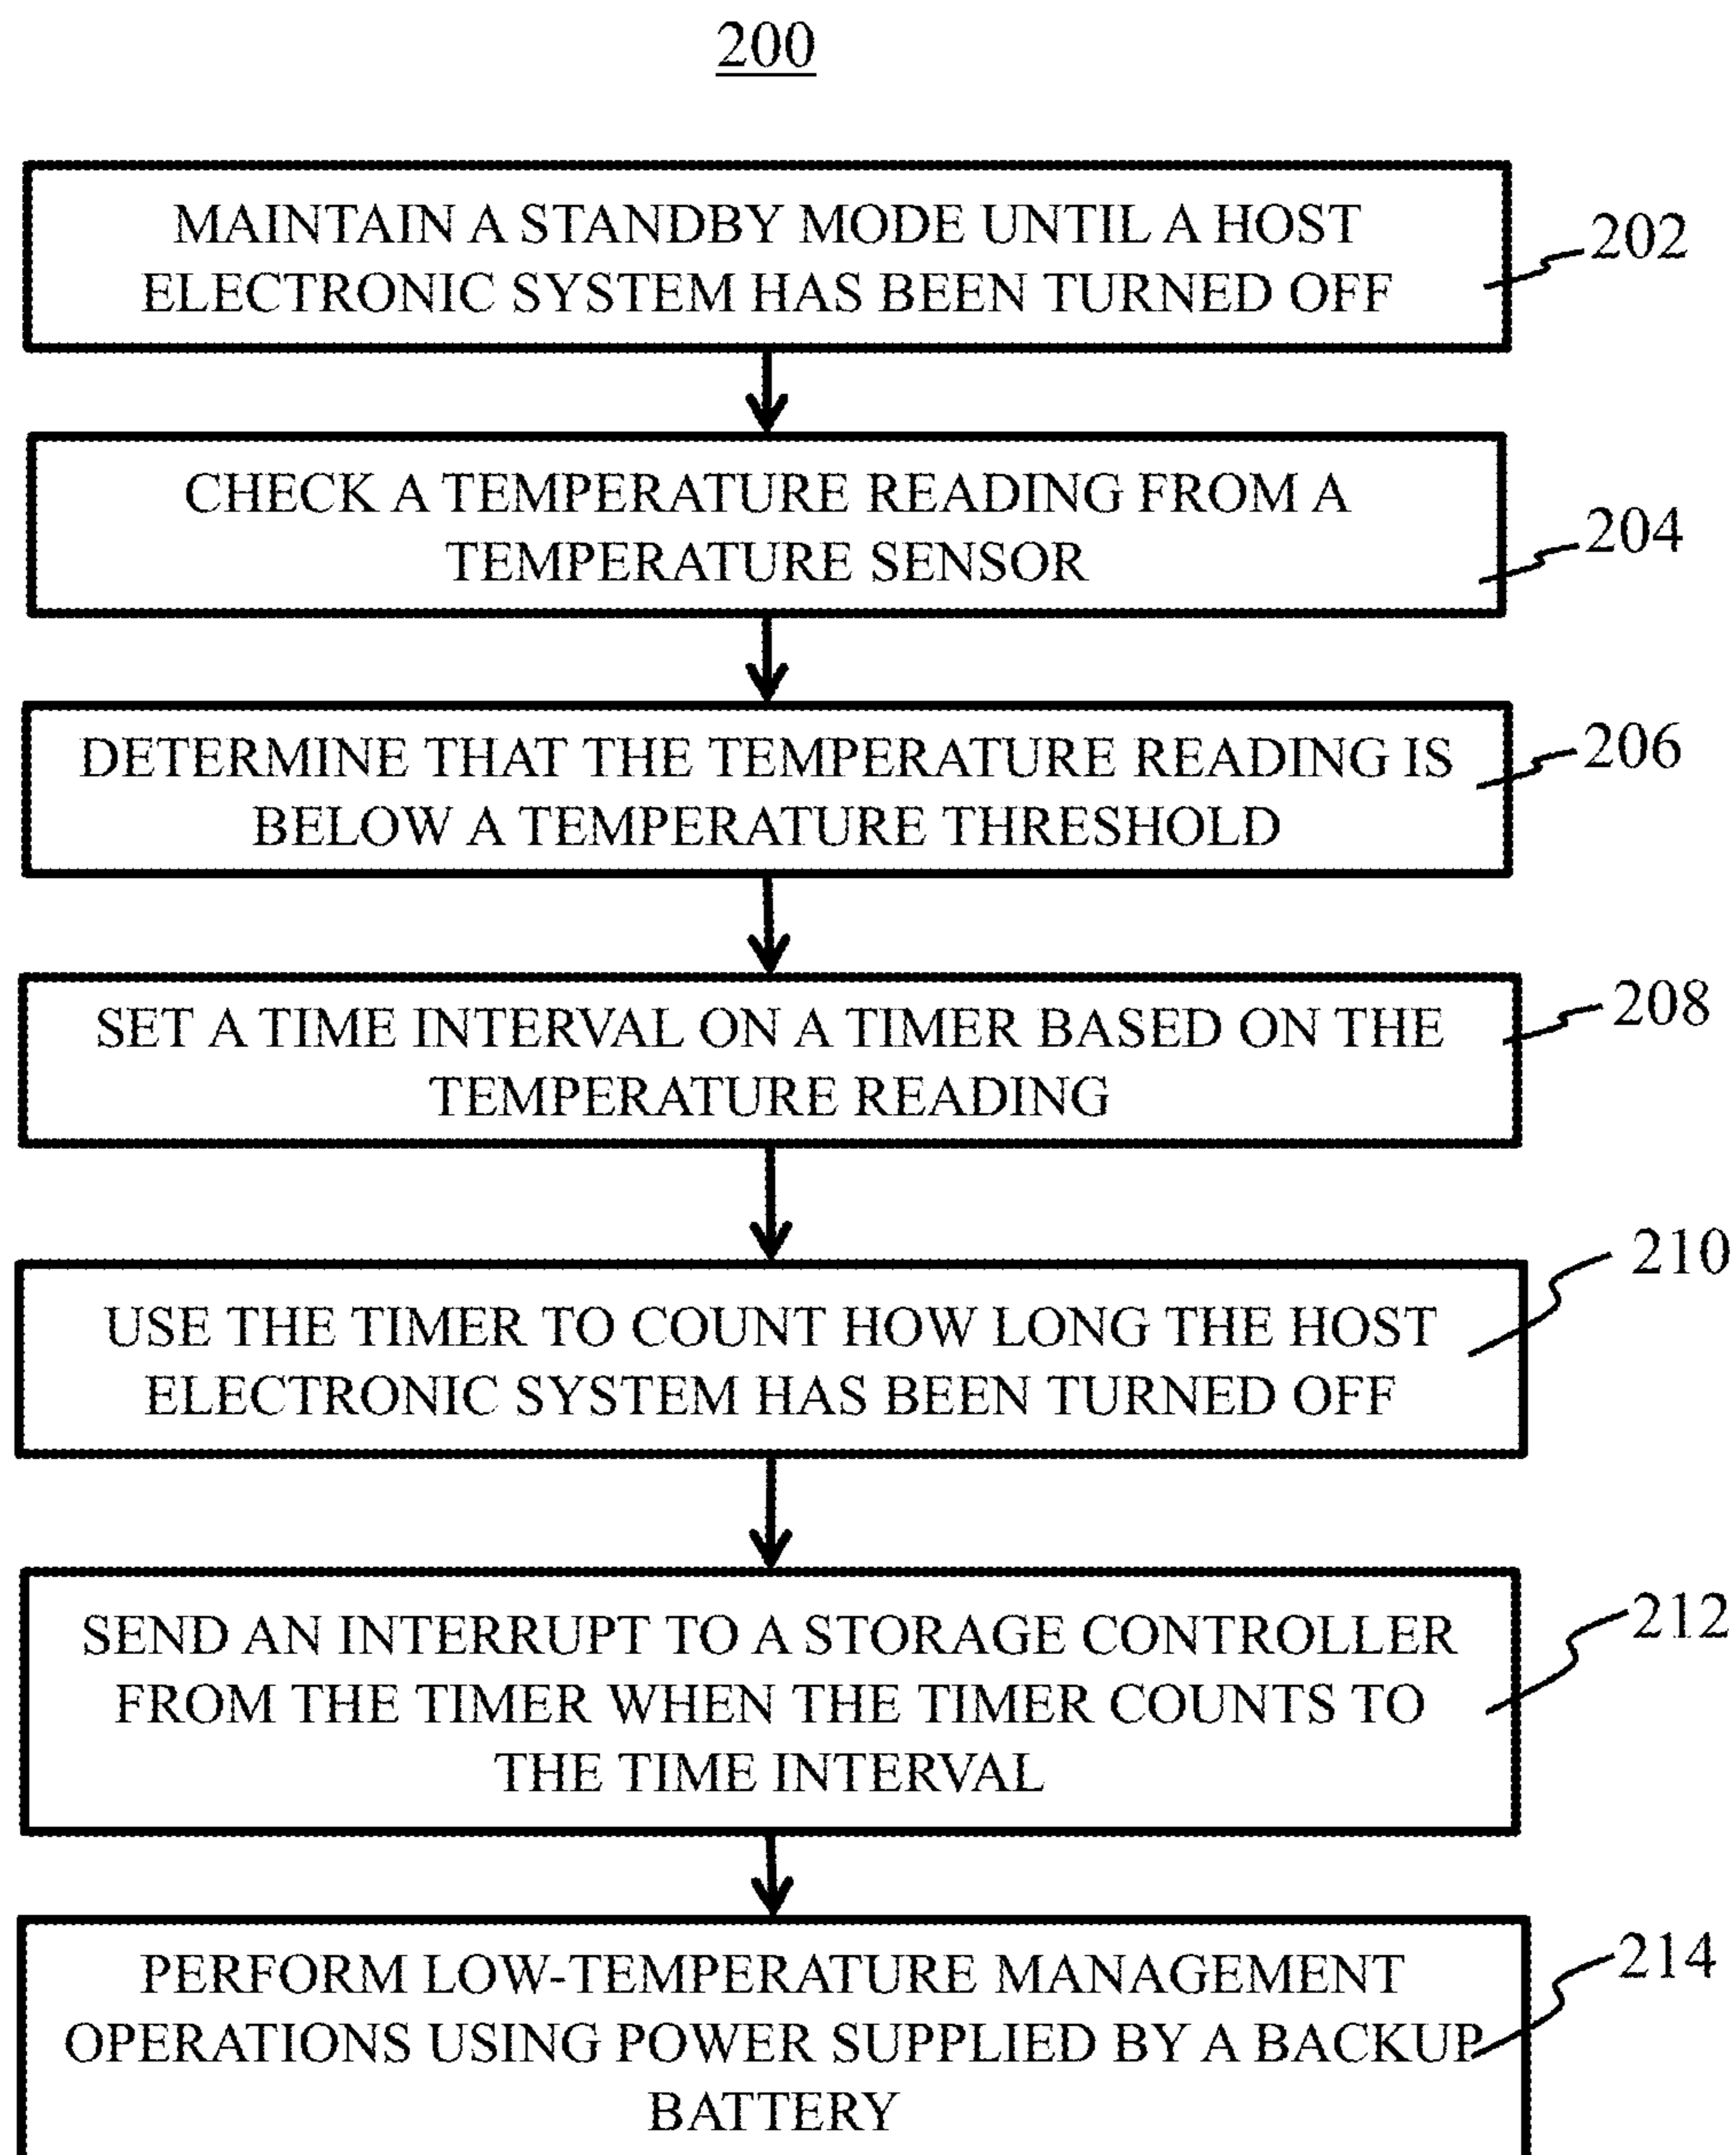 200
MAINTAIN A STANDBY MODE UNTIL A HOST
ELECTRONIC SYSTEM HAS BEEN TURNED OFF
202
CHECK A TEMPERATURE READING FROM A
TEMPERATURE SENSOR
204
DETERMINE THAT THE TEMPERATURE READING IS
BELOW A TEMPERATURE THRESHOLD
206
SET A TIME INTERVAL ON A TIMER BASED ON THE
TEMPERATURE READING
208
USE THE TIMER TO COUNT HOW LONG THE HOST
ELECTRONIC SYSTEM HAS BEEN TURNED OFF
210
SEND AN INTERRUPT TO A STORAGE CONTROLLER
FROM THE TIMER WHEN THE TIMER COUNTS TO
THE TIME INTERVAL
212
PERFORM LOW-TEMPERATURE MANAGEMENT
OPERATIONS USING POWER SUPPLIED BY A BACKUP
BATTERY
214